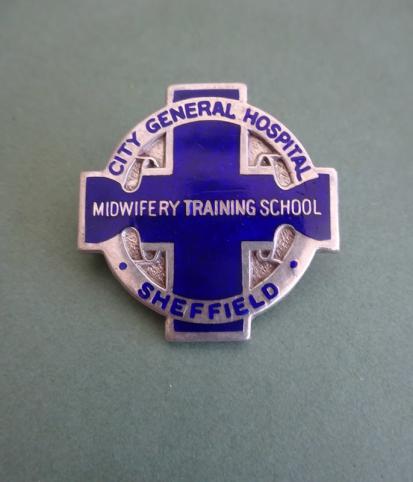 CITY GENERAL HOSPITAL
MIDWIFERY TRAINING SCHOOL
SHEFFIELD